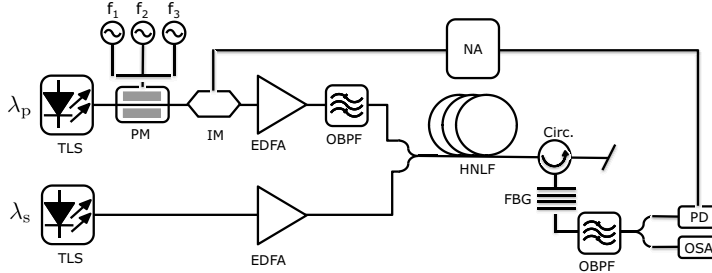 f1 f2 f3
NA
λp
TLS
PM
IM
EDFA
OBPF
HNLF
Circ.
FBG
λs
TLS
EDFA
OBPF
PD
OSA